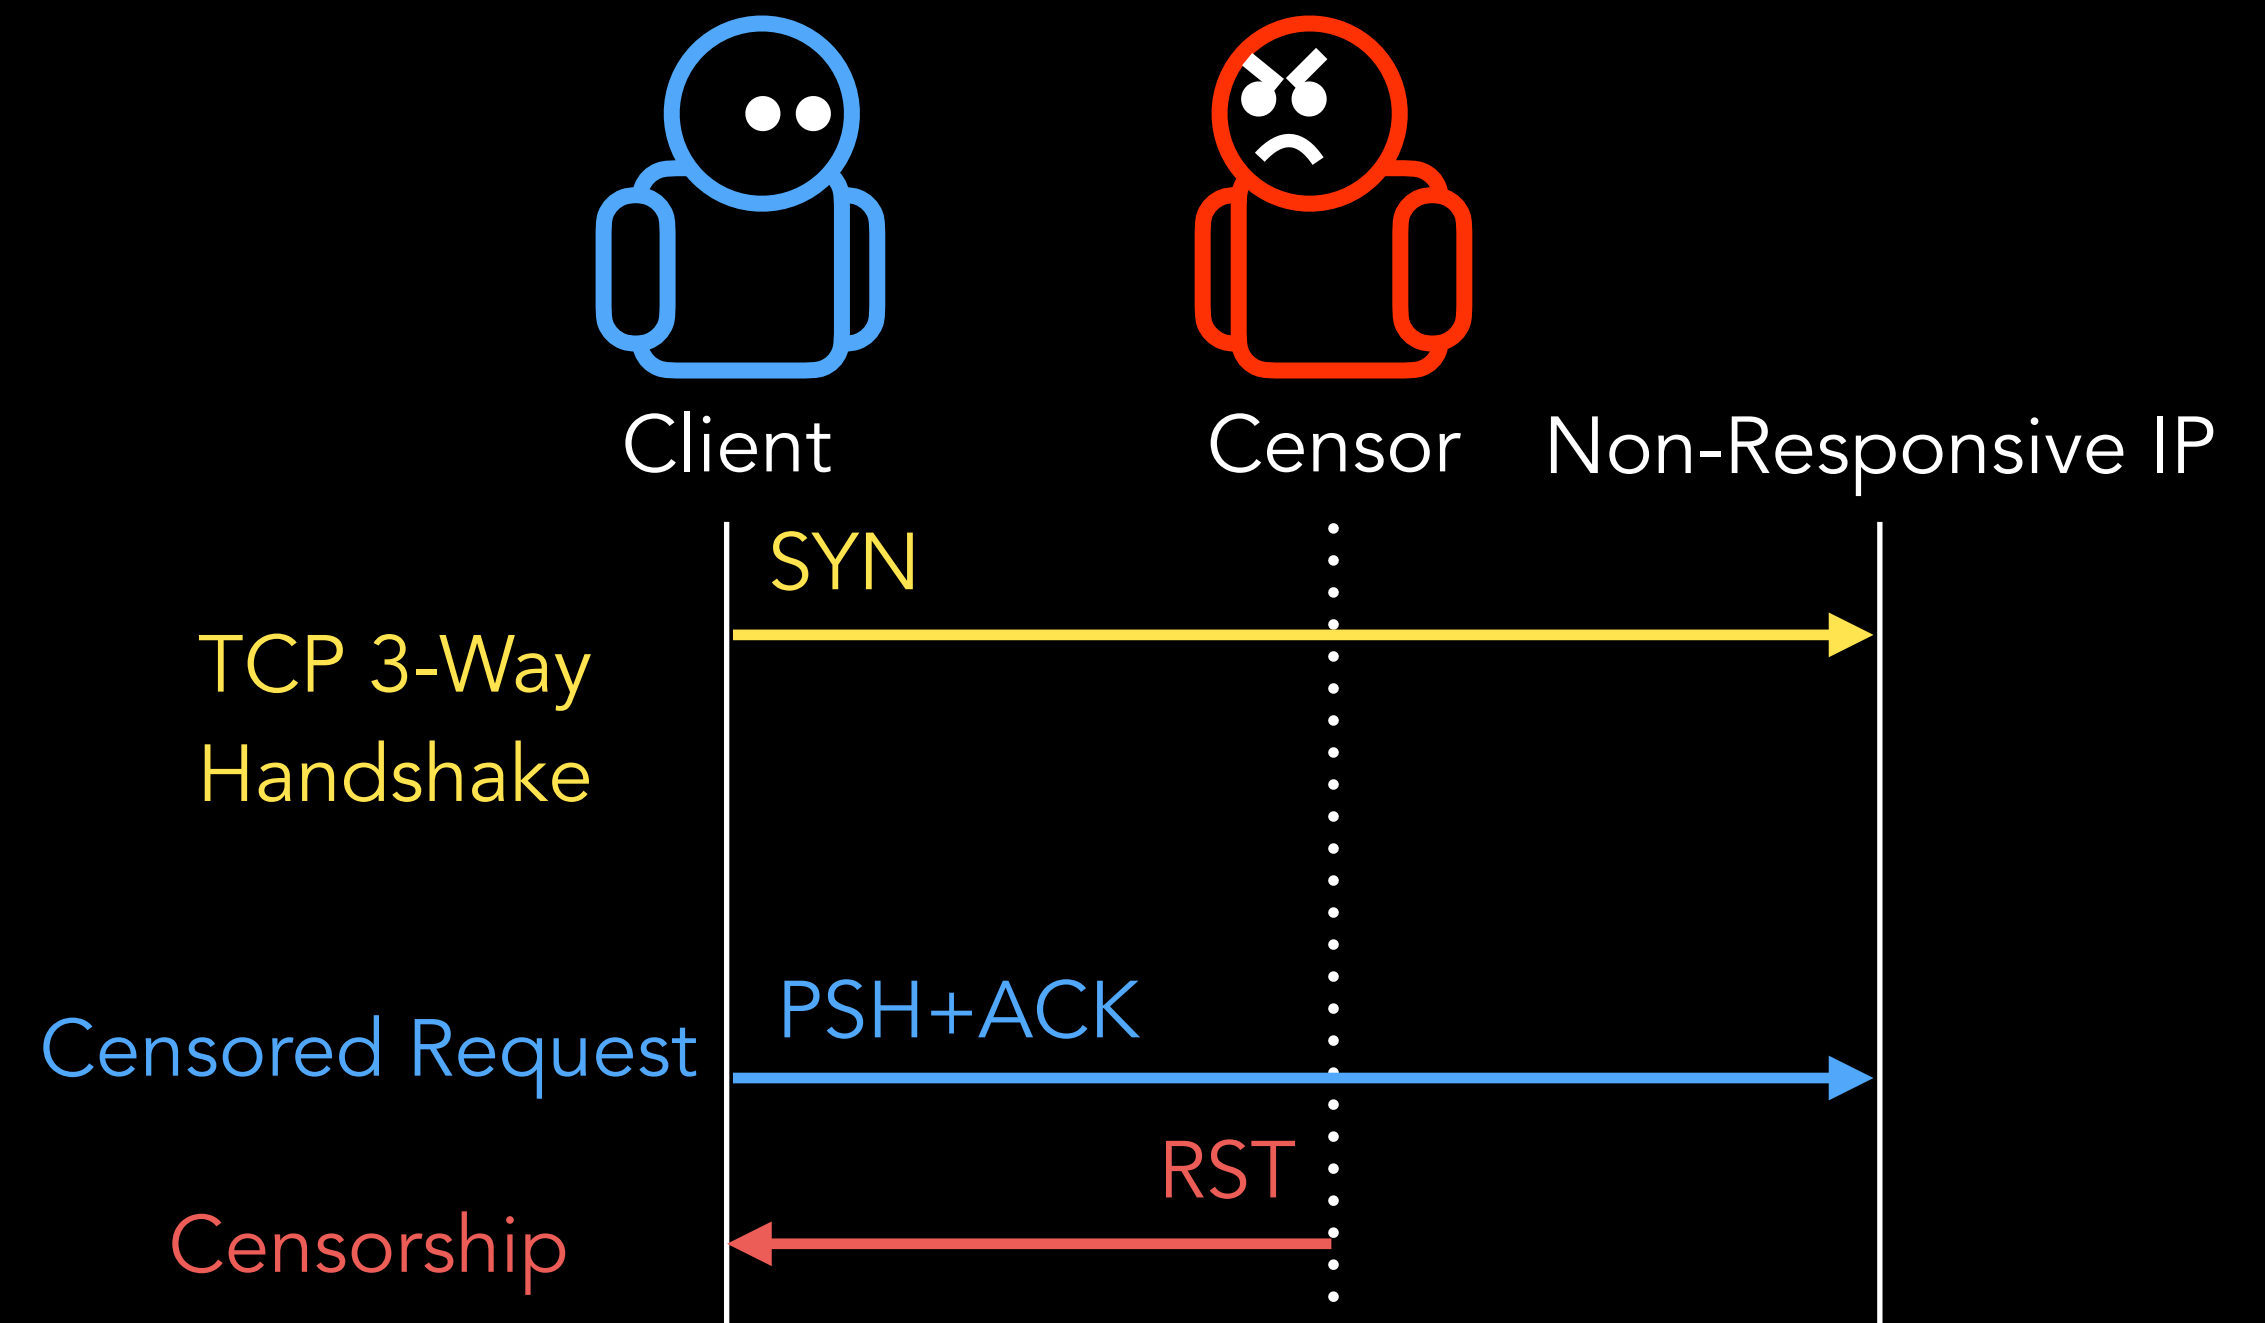 Client
Censor
Non-Responsive IP
SYN
TCP 3-Way
Handshake
PSH+ACK
Censored Request
RST
Censorship